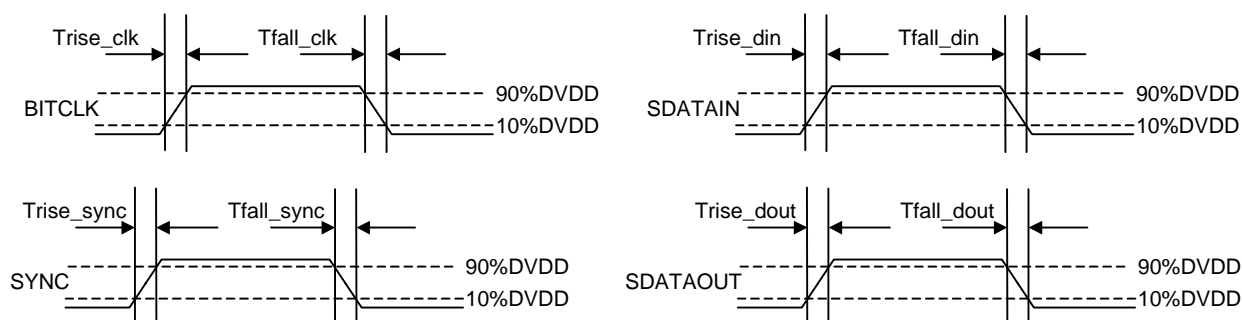 Trise_clk
Tfall_clk
BITCLK
90%DVDD
10%DVDD
Trise_din
Tfall_din
SDATAIN
90%DVDD
10%DVDD
Trise_sync
Tfall_sync
SYNC
90%DVDD
10%DVDD
Trise_dout
Tfall_dout
SDATAOUT
90%DVDD
10%DVDD